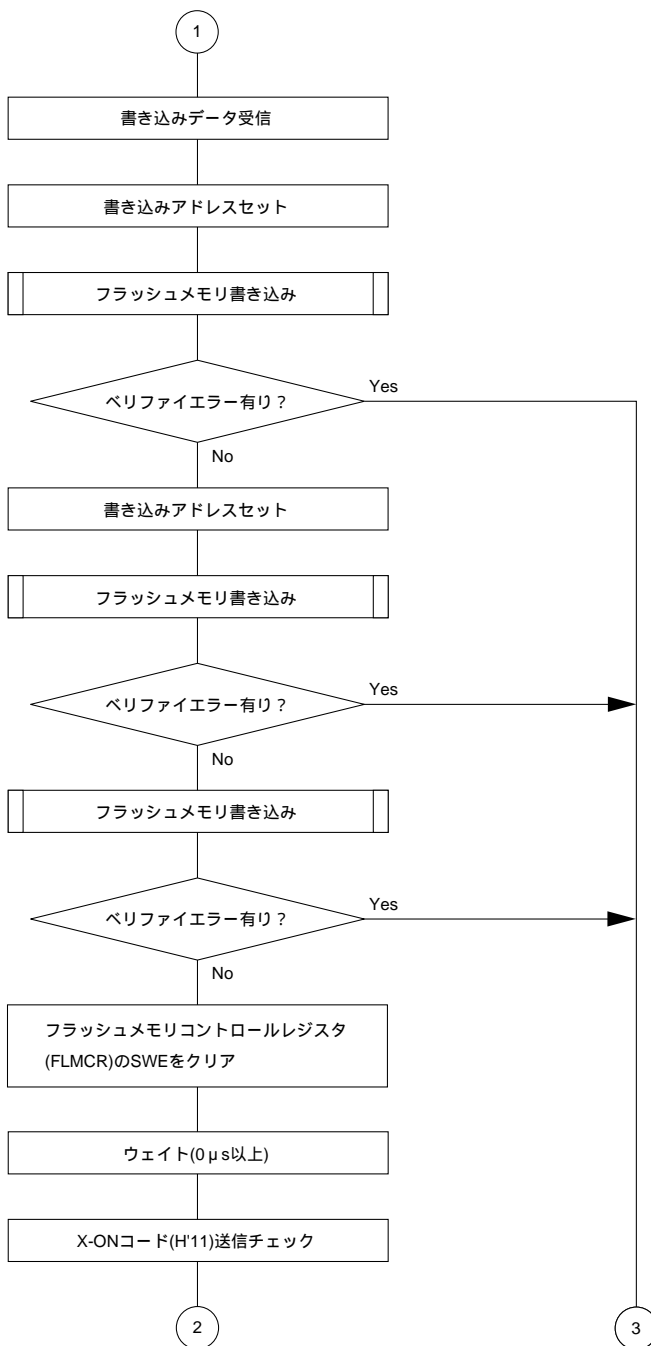 1
書き込みデータ受信
書き込みアドレスセット
フラッシュメモリ書き込み
ベリファイエラー有り？
Yes
No
書き込みアドレスセット
フラッシュメモリ書き込み
ベリファイエラー有り？
Yes
No
フラッシュメモリ書き込み
ベリファイエラー有り？
Yes
No
フラッシュメモリコントロールレジスタ
(FLMCR)のSWEをクリア
ウェイト(0μs以上)
X-ONコード(H'11)送信チェック
2
3